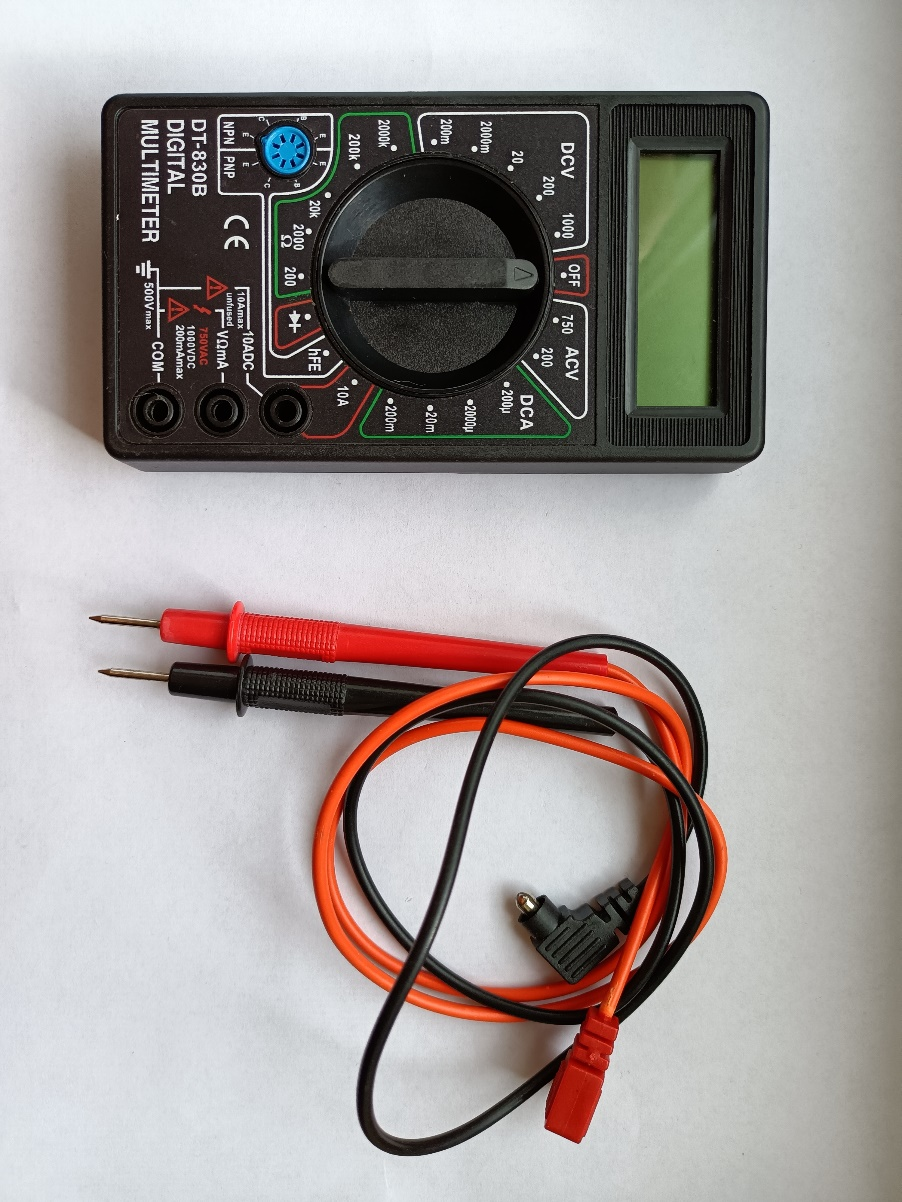 OFF
DCV
1000
200
20
2000m
200m
ACV
750
200
DCA
200µ
2000µ
20m
200m
10A
hFE
2000k
200k
20k
2000
Ω
200
NPN
PNP
E
B
C
E
E
B
C
E
CE
DT-830B
DIGITAL
MULTIMETER
10ADC
10Amax
unfused
VΩmA
750VAC
1000VDC
200mAmax
COM
500Vmax